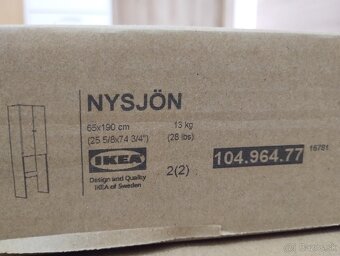 NYSJÖN
65x190 cm 13 kg
(25 5/8x74 3/4") (28 lbs)
IKEA
Design and Quality
IKEA of Sweden
2(2)
104.964.77
16781